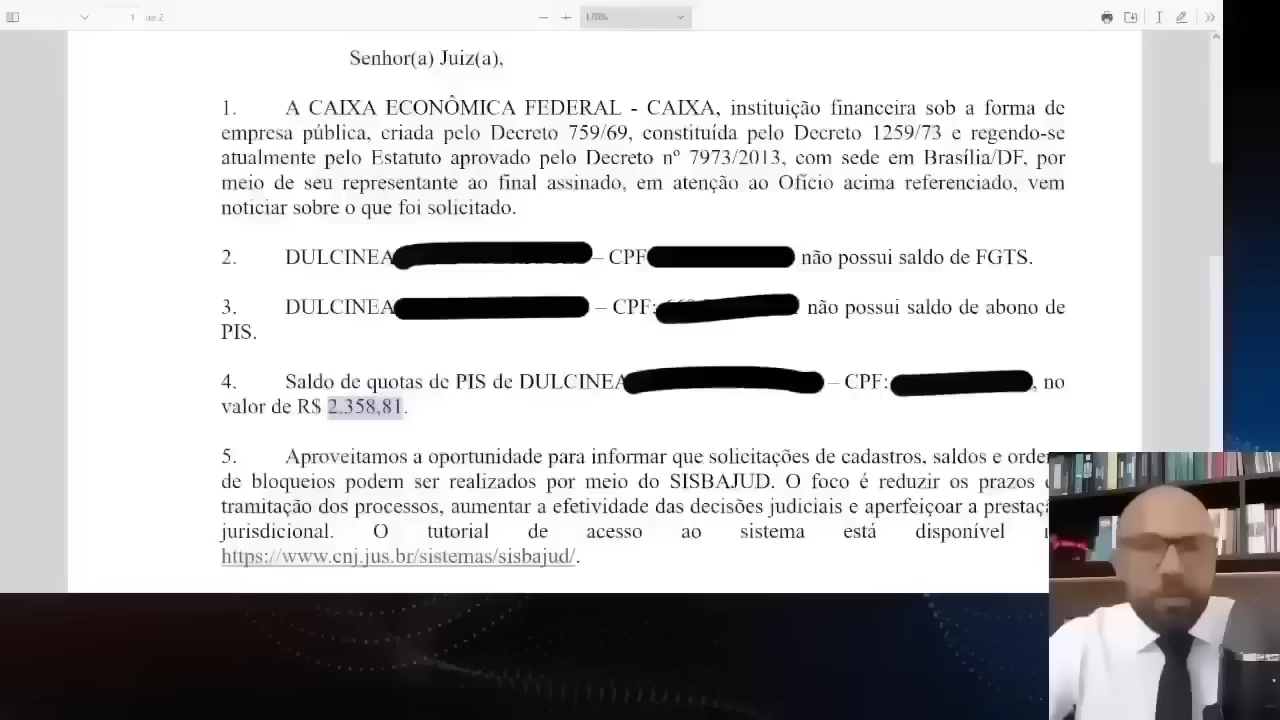 1 de 2
170%
Senhor(a) Juiz(a),
1. A CAIXA ECONÔMICA FEDERAL - CAIXA, instituição financeira sob a forma de
empresa pública, criada pelo Decreto 759/69, constituída pelo Decreto 1259/73 e regendo-se
atualmente pelo Estatuto aprovado pelo Decreto nº 7973/2013, com sede em Brasília/DF, por
meio de seu representante ao final assinado, em atenção ao Ofício acima referenciado, vem
noticiar sobre o que foi solicitado.
2. DULCINEA – CPF não possui saldo de FGTS.
3. DULCINEA – CPF: não possui saldo de abono de
PIS.
4. Saldo de quotas de PIS de DULCINEA – CPF: , no
valor de R$ 2.358,81.
5. Aproveitamos a oportunidade para informar que solicitações de cadastros, saldos e orden
de bloqueios podem ser realizados por meio do SISBAJUD. O foco é reduzir os prazos
tramitação dos processos, aumentar a efetividade das decisões judiciais e aperfeiçoar a prestaçã
jurisdicional. O tutorial de acesso ao sistema está disponível
https://www.cnj.jus.br/sistemas/sisbajud/.